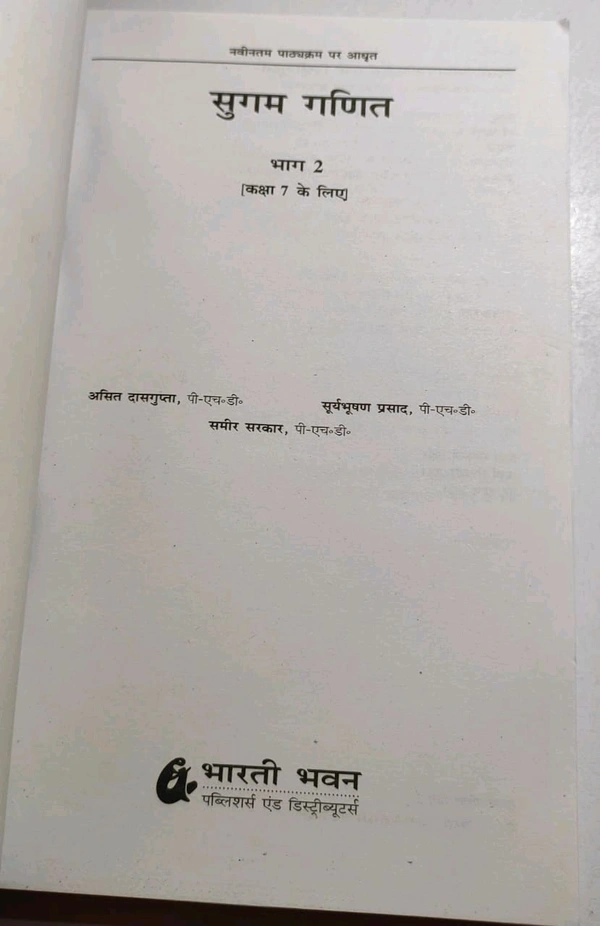 नवीनतम पाठ्यक्रम पर आधृत
सुगम गणित
भाग 2
[कक्षा 7 के लिए]
असित दासगुप्ता, पी-एच॰डी॰ सूर्यभूषण प्रसाद, पी-एच॰डी॰
समीर सरकार, पी-एच॰डी॰
भारती भवन
पब्लिशर्स एंड डिस्ट्रीब्यूटर्स